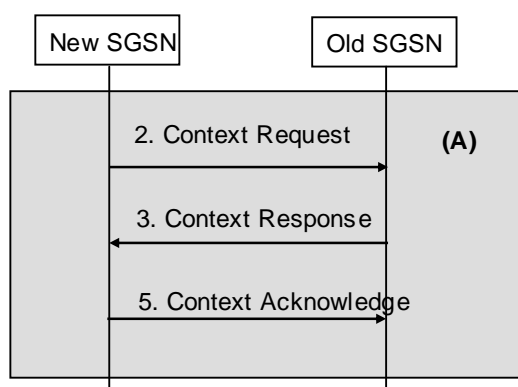 New SGSN Old SGSN
2. Context Request (A)
3. Context Response
5. Context Acknowledge